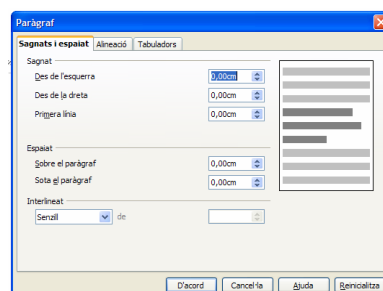 Paràgraf
Sagnats i espaiat Alineació Tabuladors
Sagnat
Des de l'esquerra 0,00cm
Des de la dreta 0,00cm
Primera línia 0,00cm
Espaiat
Sobre el paràgraf 0,00cm
Sota el paràgraf 0,00cm
Interlineat
Senzill de
D'acord Cancel·la Ajuda Reinicialitza